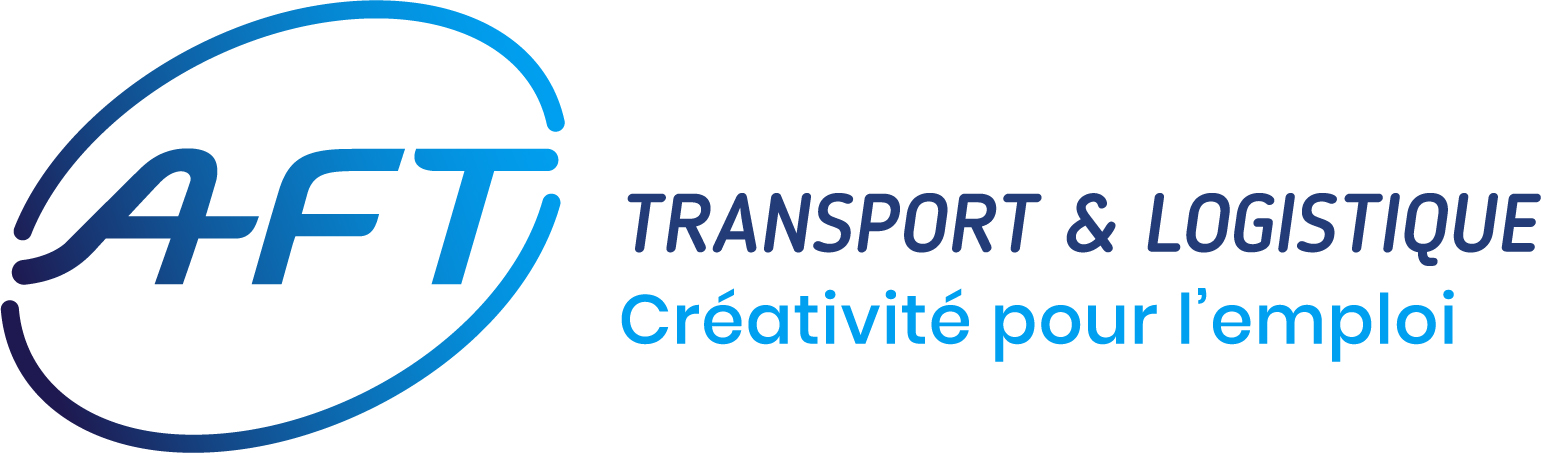 AFT
TRANSPORT & LOGISTIQUE
Créativité pour l’emploi